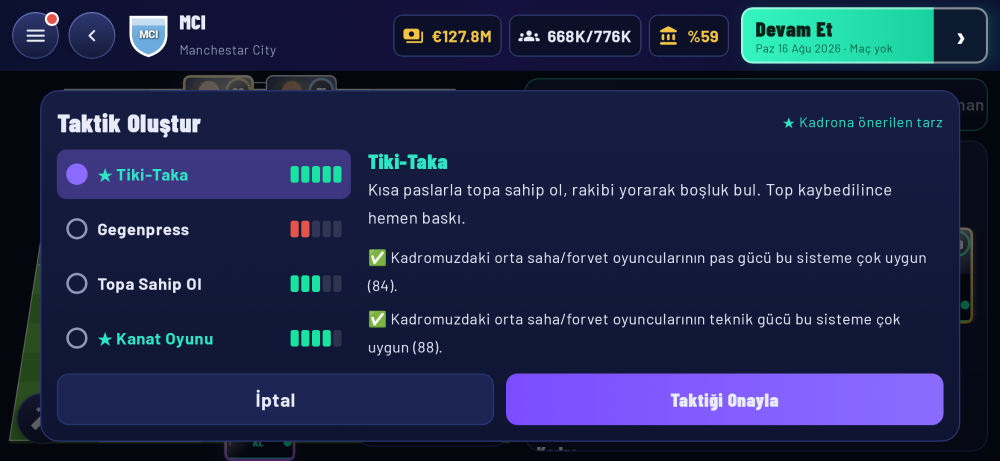 MCI
MCI
Manchestar City
€127.8M
668K/776K
%59
Devam Et
Paz 16 Ağu 2026 · Maç yok
Taktik Oluştur
★ Kadrona önerilen tarz
★ Tiki-Taka
Gegenpress
Topa Sahip Ol
★ Kanat Oyunu
Tiki-Taka
Kısa paslarla topa sahip ol, rakibi yorarak boşluk bul. Top kaybedilince
hemen baskı.
✅ Kadromuzdaki orta saha/forvet oyuncularının pas gücü bu sisteme çok uygun
(84).
✅ Kadromuzdaki orta saha/forvet oyuncularının teknik gücü bu sisteme çok
uygun (88).
İptal
Taktiği Onayla
KL